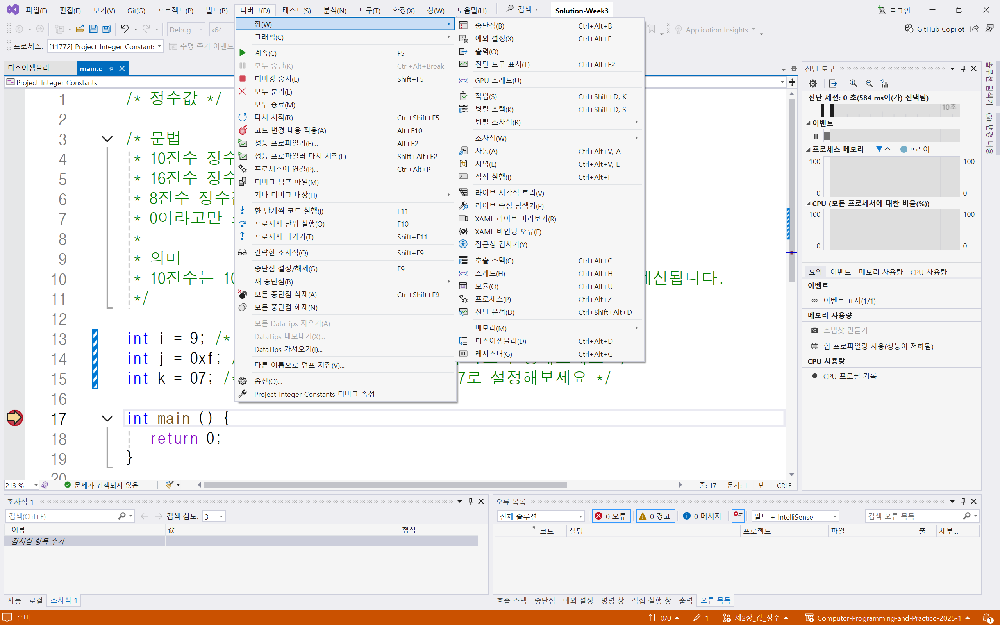 파일(F) 편집(E) 보기(V) Git(G) 프로젝트(P) 빌드(B) 디버그(D) 테스트(S) 분석(N) 도구(T) 확장(X) 창(W) 도움말(H) 검색 Solution-Week3 로그인
Debug x64 Application Insights GitHub Copilot
프로세스: [11772] Project-Integer-Constants 수명 주기 이벤트
디스어셈블리 main.c
Project-Integer-Constants
1 /* 정수값 */
2
3 /* 문법
4 * 10진수 정수
5 * 16진수 정수
6 * 8진수
7 * 0이라고만
8 *
9 * 의미
10 * 10진수는 10 계산됩니다.
11 */
12
13 int i = 9; /*
14 int j = 0xf; /
15 int k = 07; /* 7로 설정해보세요 */
16
17 int main () {
18 return 0;
19 }
20
창(W)
그래픽(C)
계속(C) F5
모두 중단(K) Ctrl+Alt+Break
디버깅 중지(E) Shift+F5
모두 분리(L)
모두 종료(M)
다시 시작(R) Ctrl+Shift+F5
코드 변경 내용 적용(A) Alt+F10
성능 프로파일러(F)... Alt+F2
성능 프로파일러 다시 시작(L) Shift+Alt+F2
프로세스에 연결(P)... Ctrl+Alt+P
디버그 덤프 파일(M)
기타 디버그 대상(H)
한 단계씩 코드 실행(I) F11
프로시저 단위 실행(O) F10
프로시저 나가기(T) Shift+F11
간략한 조사식(Q)... Shift+F9
중단점 설정/해제(G) F9
새 중단점(B)
모든 중단점 삭제(A) Ctrl+Shift+F9
모든 중단점 해제(N)
모든 DataTips 지우기(A)
DataTips 내보내기(X)...
DataTips 가져오기(I)...
다른 이름으로 덤프 저장(V)...
옵션(O)...
Project-Integer-Constants 디버그 속성
중단점(B) Ctrl+Alt+B
예외 설정(X) Ctrl+Alt+E
출력(O)
진단 도구 표시(T) Ctrl+Alt+F2
GPU 스레드(U)
작업(S) Ctrl+Shift+D, K
병렬 스택(K) Ctrl+Shift+D, S
병렬 조사식(R)
조사식(W)
자동(A) Ctrl+Alt+V, A
지역(L) Ctrl+Alt+V, L
직접 실행(I) Ctrl+Alt+I
라이브 시각적 트리(V)
라이브 속성 탐색기(P)
XAML 라이브 미리보기(R)
XAML 바인딩 오류(F)
접근성 검사기(Y)
호출 스택(C) Ctrl+Alt+C
스레드(H) Ctrl+Alt+H
모듈(O) Ctrl+Alt+U
프로세스(P) Ctrl+Alt+Z
진단 분석(D) Ctrl+Shift+Alt+D
메모리(M)
디스어셈블리(D) Ctrl+Alt+D
레지스터(G) Ctrl+Alt+G
진단 도구
진단 세션: 0 초(584 ms이(가) 선택됨)
10초
이벤트
프로세스 메모리 스.. 프라이...
100 100
0 0
CPU (모든 프로세서에 대한 비율(%))
100 100
0 0
요약 이벤트 메모리 사용량 CPU 사용량
이벤트
이벤트 표시(1/1)
메모리 사용량
스냅샷 만들기
힙 프로파일링 사용(성능이 저하됨)
CPU 사용량
CPU 프로필 기록
솔루션 탐색기
Git 변경 내용
213 % 문제가 검색되지 않음 줄: 17 문자: 1 탭 CRLF
조사식 1
검색(Ctrl+E) 검색 심도: 3
이름 값 형식
감시할 항목 추가
자동 로컬 조사식 1
오류 목록
전체 솔루션 0 오류 0 경고 0 메시지 빌드 + IntelliSense 검색 오류 목록
코드 설명 프로젝트 파일 줄 세부...
호출 스택 중단점 예외 설정 명령 창 직접 실행 창 출력 오류 목록
준비 0/0 1 제2장_값_정수 Computer-Programming-and-Practice-2025-1 1